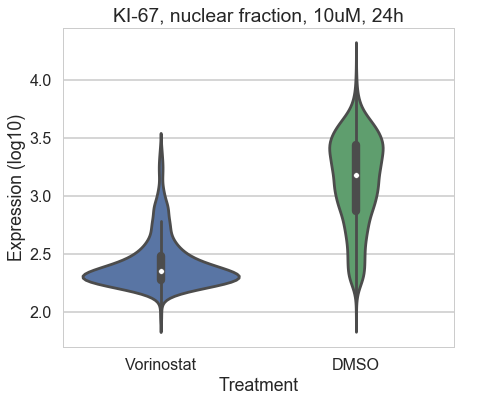 KI-67, nuclear fraction, 10uM, 24h
Expression (log10)
4.0
3.5
3.0
2.5
2.0
Vorinostat
DMSO
Treatment